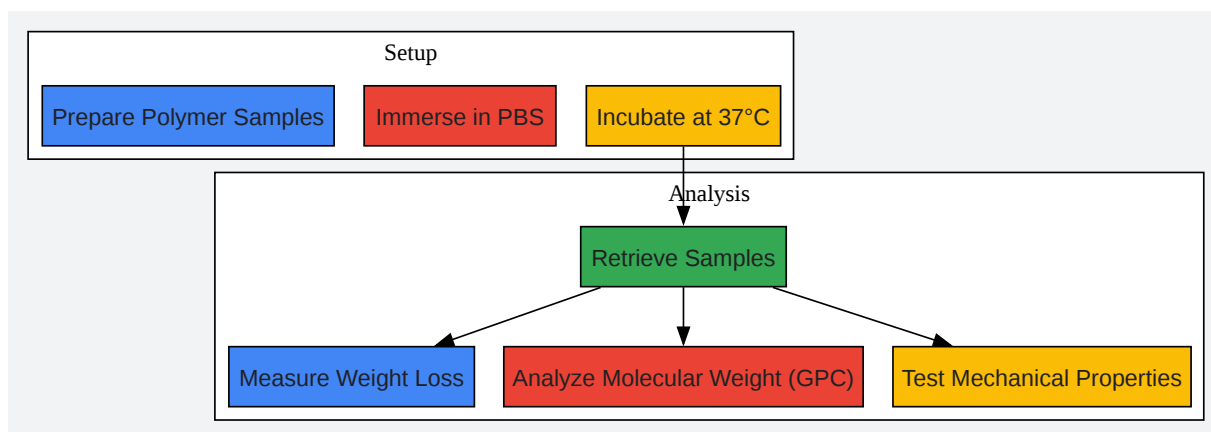 Setup
Prepare Polymer Samples
Immerse in PBS
Incubate at 37°C
Analysis
Retrieve Samples
Measure Weight Loss
Analyze Molecular Weight (GPC)
Test Mechanical Properties